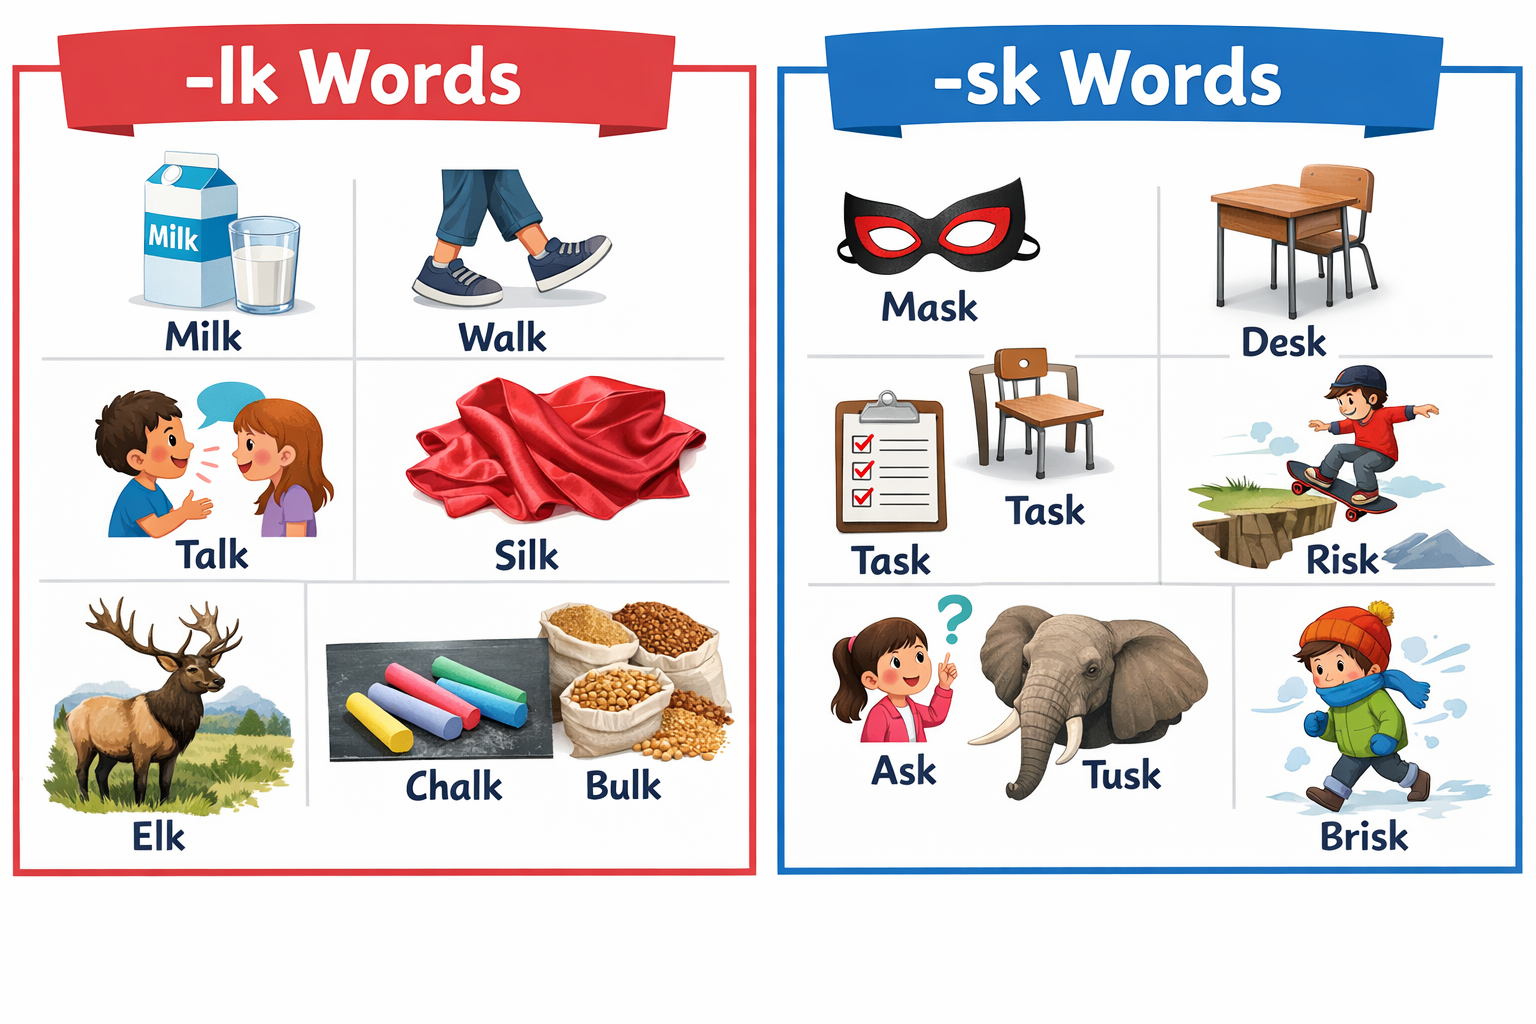 -lk Words
Milk
Milk
Walk
Talk
Silk
Elk
Chalk
Bulk
-sk Words
Mask
Desk
Task
Task
Risk
?
Ask
Tusk
Brisk